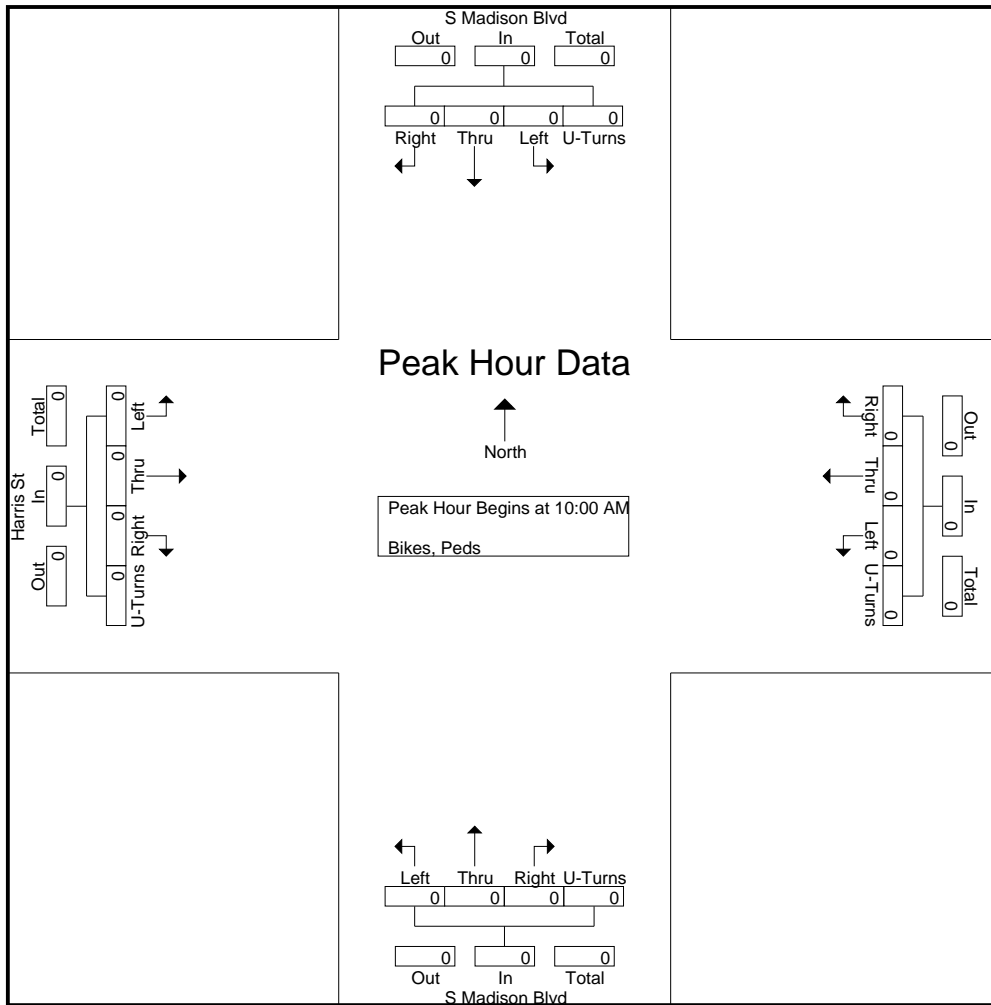 S Madison Blvd
Out In Total
0 0 0
0 0 0 0
Right Thru Left U-Turns
Peak Hour Data
North
Peak Hour Begins at 10:00 AM
Bikes, Peds
Harris St
Total In Out
0 0 0
0 0 0 0
Left Thru Right U-Turns
Right Thru Left U-Turns
0 0 0 0
0 0 0
Out In Total
Left Thru Right U-Turns
0 0 0 0
0 0 0
Out In Total
S Madison Blvd